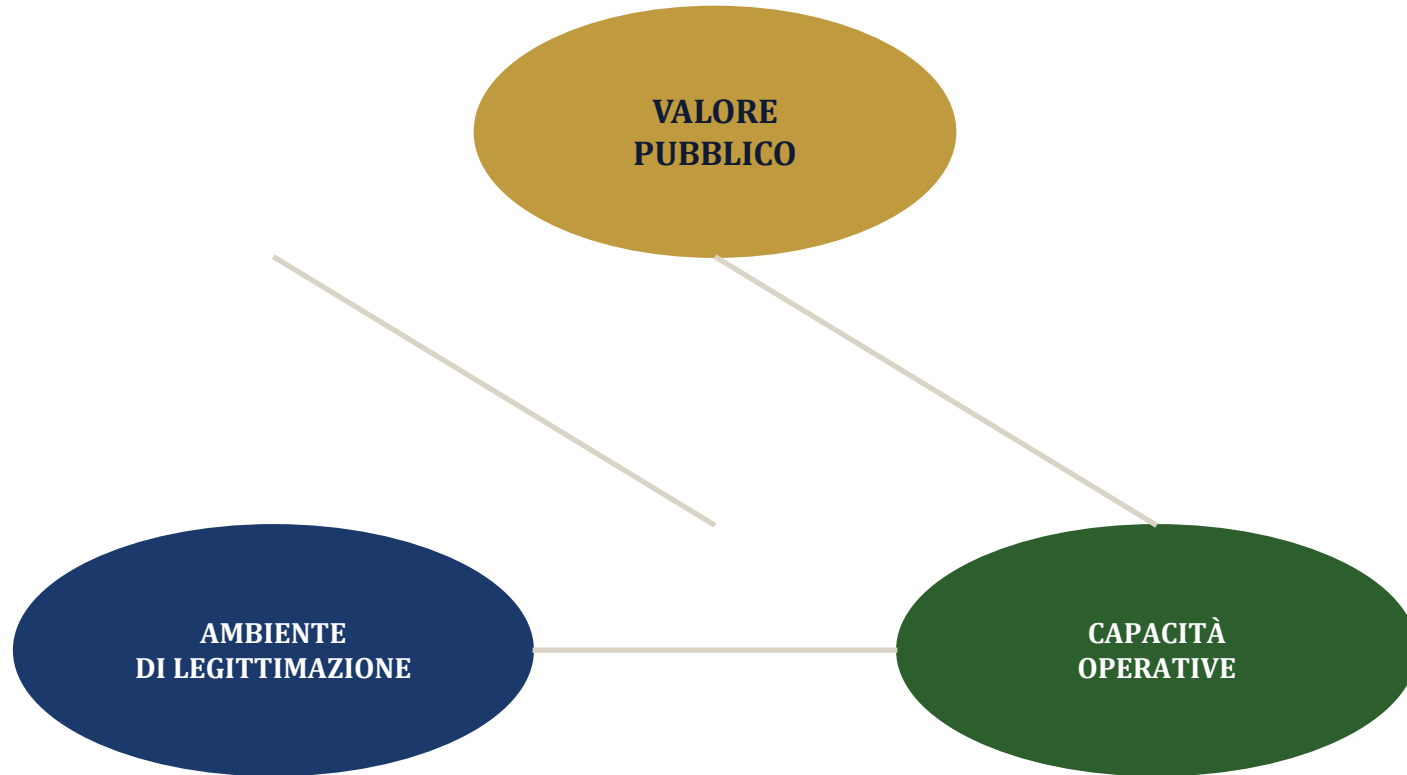 VALORE
PUBBLICO
AMBIENTE
DI LEGITTIMAZIONE
CAPACITÀ
OPERATIVE